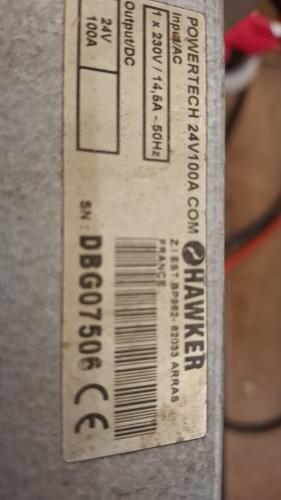 POWERTECH 24V100A COM
HAWKER
Z.I EST. BP962- 62033 ARRAS
FRANCE
Input/AC
1 x 230V / 14,5A - 50Hz
Output/DC
24V
100A
SN : DBG07506
CE